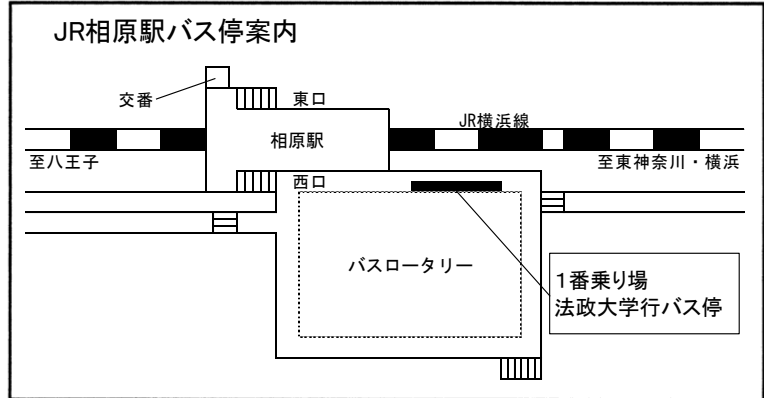 JR相原駅バス停案内
交番
東口
JR横浜線
相原駅
至八王子
至東神奈川・横浜
西口
バスロータリー
1番乗り場
法政大学行バス停